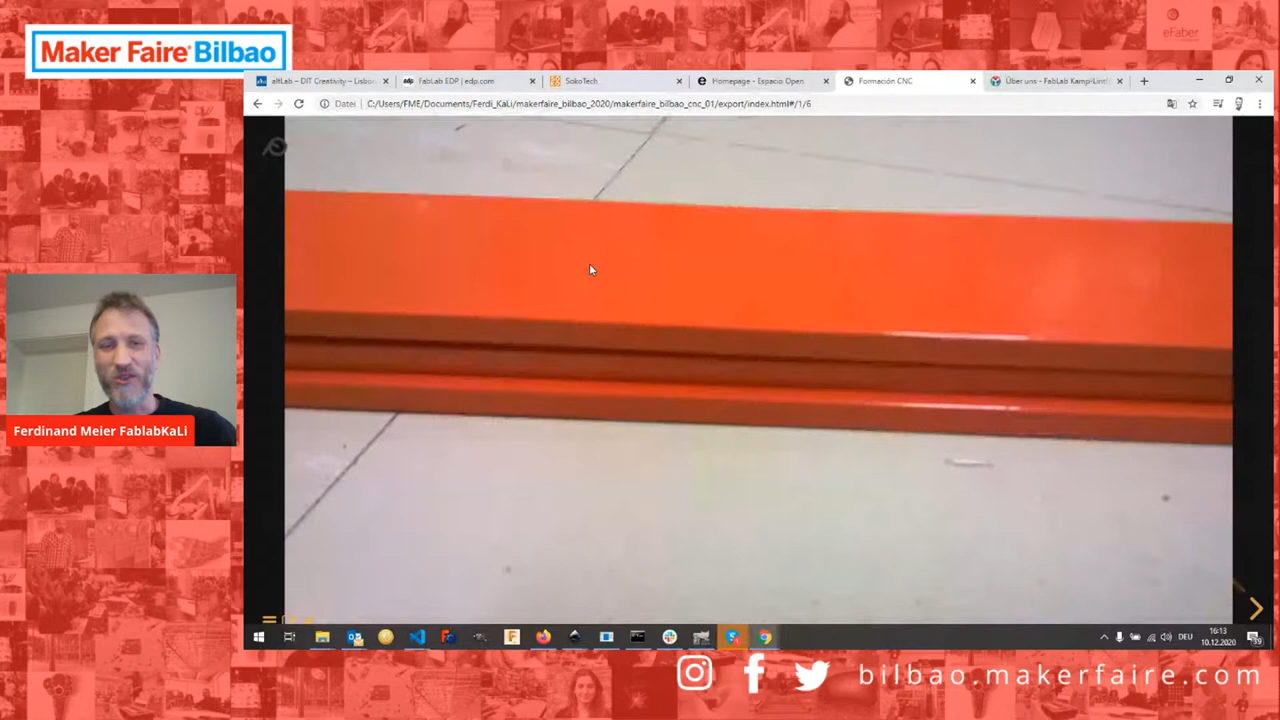 Maker Faire Bilbao
eFaber
altLab – DIT Creativity – Lisbo
FabLab EDP | edp.com
SokoTech
Homepage - Espacio Open
Formación CNC
Über uns - FabLab Kamp-Lintf
Datei
C:/Users/FME/Documents/Ferdi_KaLi/makerfaire_bilbao_2020/makerfaire_bilbao_cnc_01/export/index.html#/1/6
Ferdinand Meier FablabKaLi
DEU
16:13
10.12.2020
39
bilbao.makerfaire.com